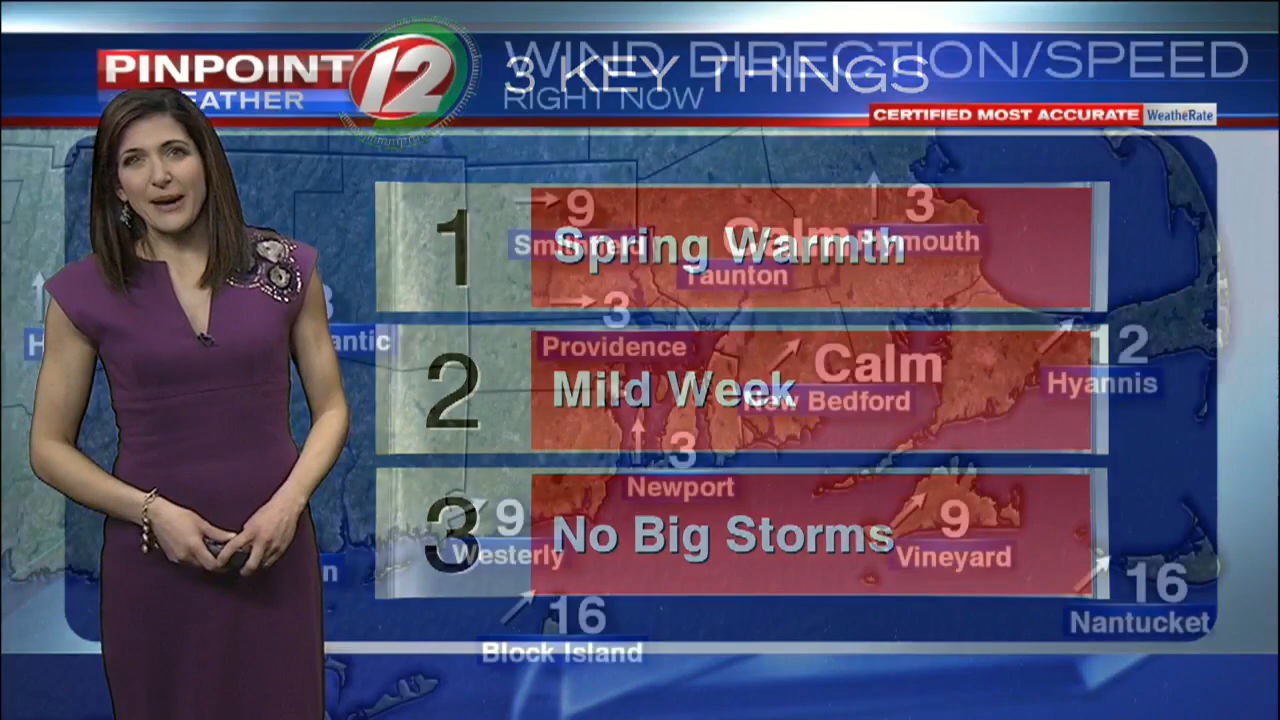 PINPOINT
WEATHER
12
WIND DIRECTION/SPEED
3 KEY THINGS
RIGHT NOW
CERTIFIED MOST ACCURATE WeatheRate
1
Spring Warmth
2
Mild Week
3
No Big Storms
9
Calm
3
Taunton
3
Providence
Calm
New Bedford
12
Hyannis
3
Newport
9
Westerly
9
Vineyard
16
Block Island
16
Nantucket
antic